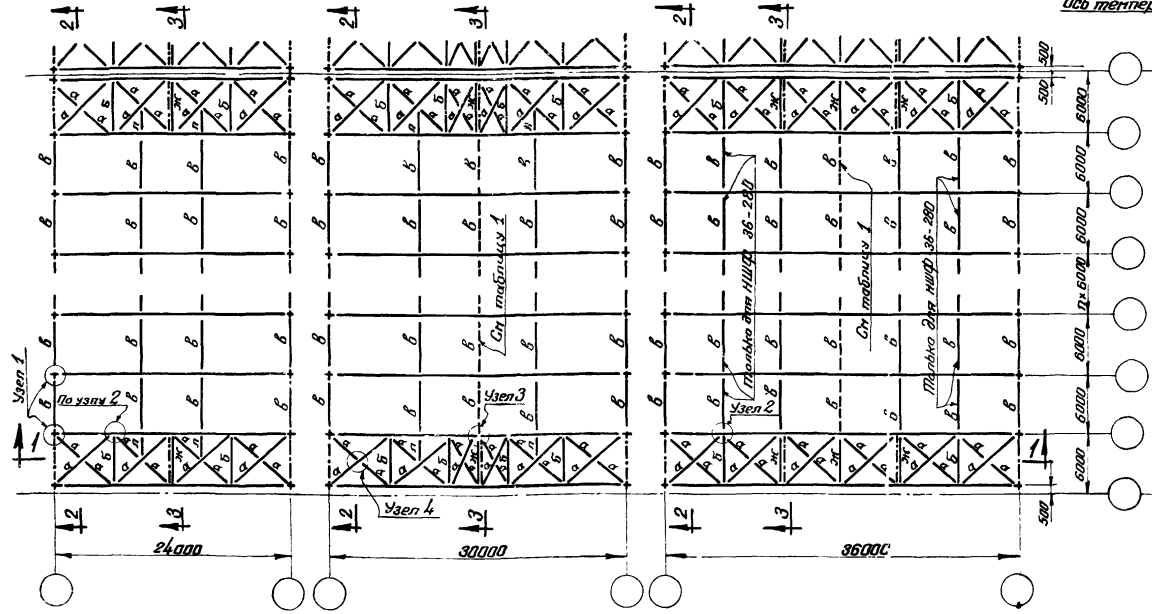 Ось темпер
2 3 2 3 2 3
500
500
6000
6000
6000
п×6000
6000
6000
6000
500
а д б д п д ж д а б д
а д б п д а д ж д б д а б д
а д б д ж д ж д ж б д а д
в в в в в в в в в в в в в
в в в в в в в в
в в в в в в в в в
в в в в в в в в в
См таблицу 1
Только для ншф 36-280
См таблицу 1
Только для ншф 36-280
Узел 1
По узлу 2
Узел 3
Узел 2
Узел 4
1 1
2 3 2 3 2 3
24000
30000
36000